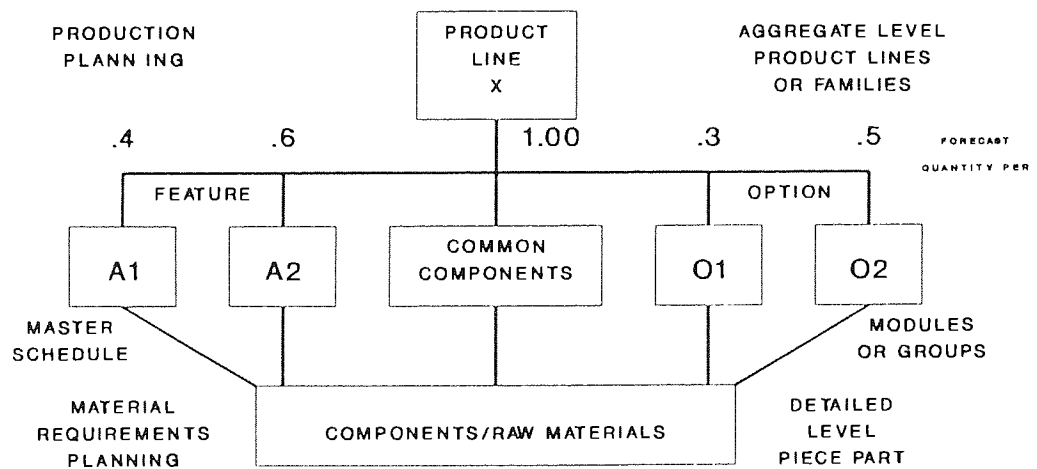 PRODUCTION
PLANN ING
PRODUCT
LINE
X
AGGREGATE LEVEL
PRODUCT LINES
OR FAMILIES
.4
.6
1.00
.3
.5
FORECAST
QUANTITY PER
FEATURE
OPTION
A1
A2
COMMON
COMPONENTS
O1
O2
MASTER
SCHEDULE
MODULES
OR GROUPS
MATERIAL
REQUIREMENTS
PLANNING
COMPONENTS/RAW MATERIALS
DETAILED
LEVEL
PIECE PART